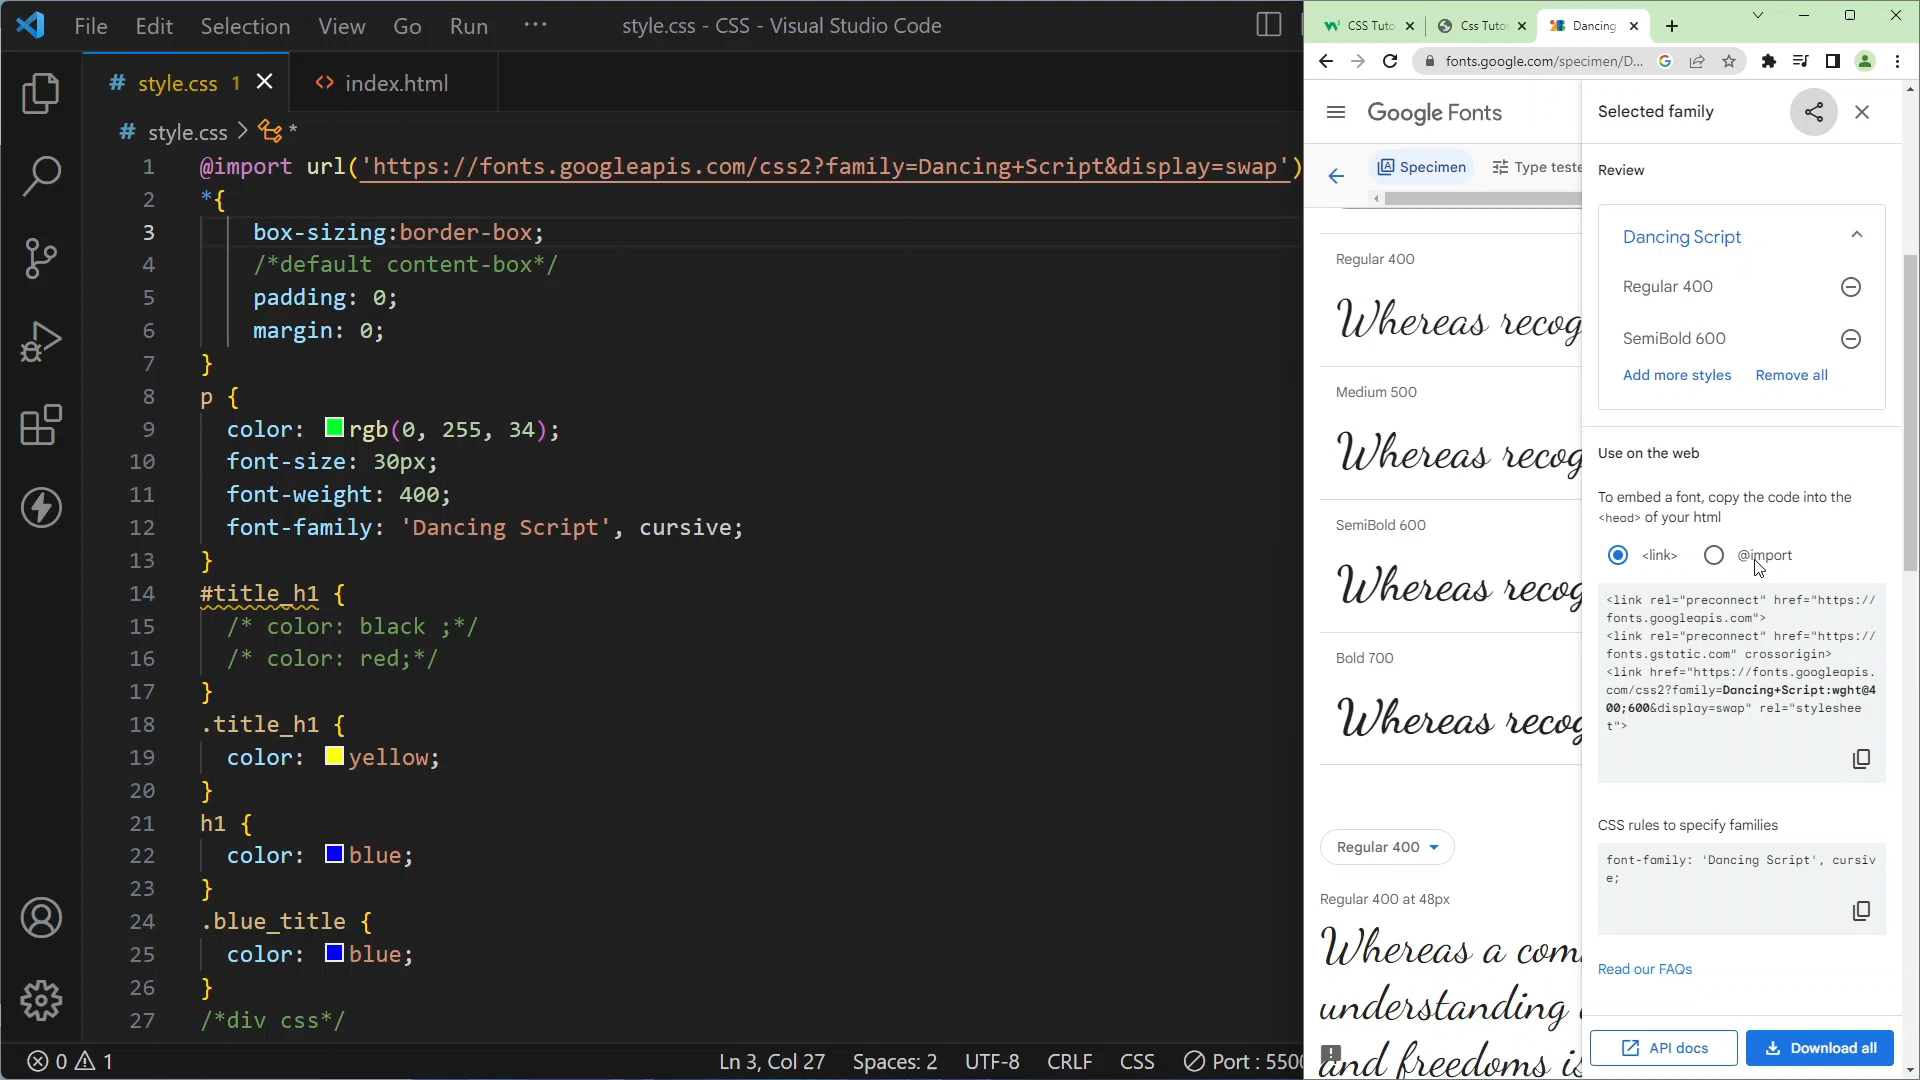 File Edit Selection View Go Run ···
style.css - CSS - Visual Studio Code
# style.css 1
<> index.html
# style.css > *
1 @import url('https://fonts.googleapis.com/css2?family=Dancing+Script&display=swap')
2 *{
3 box-sizing:border-box;
4 /*default content-box*/
5 padding: 0;
6 margin: 0;
7 }
8 p {
9 color: rgb(0, 255, 34);
10 font-size: 30px;
11 font-weight: 400;
12 font-family: 'Dancing Script', cursive;
13 }
14 #title_h1 {
15 /* color: black ;*/
16 /* color: red;*/
17 }
18 .title_h1 {
19 color: yellow;
20 }
21 h1 {
22 color: blue;
23 }
24 .blue_title {
25 color: blue;
26 }
27 /*div css*/
0 1
Ln 3, Col 27 Spaces: 2 UTF-8 CRLF CSS Port : 5500
CSS Tuto
Css Tutor
Dancing
fonts.google.com/specimen/D...
Google Fonts
Specimen
Type teste
Regular 400
Whereas recog
Medium 500
Whereas recog
SemiBold 600
Whereas recog
Bold 700
Whereas recog
Regular 400
Regular 400 at 48px
Whereas a com
understanding
and freedoms is
Selected family
Review
Dancing Script
Regular 400
SemiBold 600
Add more styles Remove all
Use on the web
To embed a font, copy the code into the
<head> of your html
<link> @import
<link rel="preconnect" href="https://
fonts.googleapis.com">
<link rel="preconnect" href="https://
fonts.gstatic.com" crossorigin>
<link href="https://fonts.googleapis.
com/css2?family=Dancing+Script:wght@4
00;600&display=swap" rel="styleshee
t">
CSS rules to specify families
font-family: 'Dancing Script', cursiv
e;
Read our FAQs
API docs
Download all